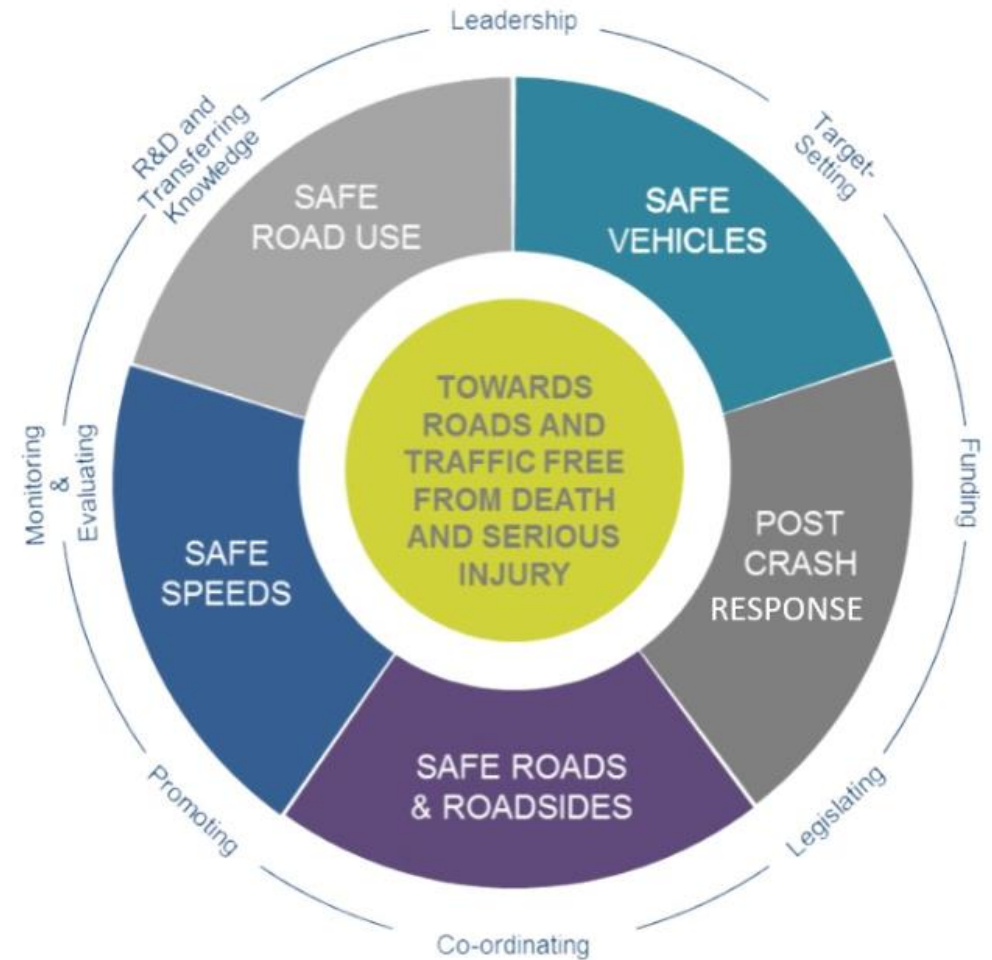 Leadership
R&D and
Transferring
Knowledge
Target-
Setting
SAFE
ROAD USE
SAFE
VEHICLES
TOWARDS
ROADS AND
TRAFFIC FREE
FROM DEATH
AND SERIOUS
INJURY
Monitoring
&
Evaluating
Funding
SAFE
SPEEDS
POST
CRASH
RESPONSE
SAFE ROADS
& ROADSIDES
Promoting
Legislating
Co-ordinating